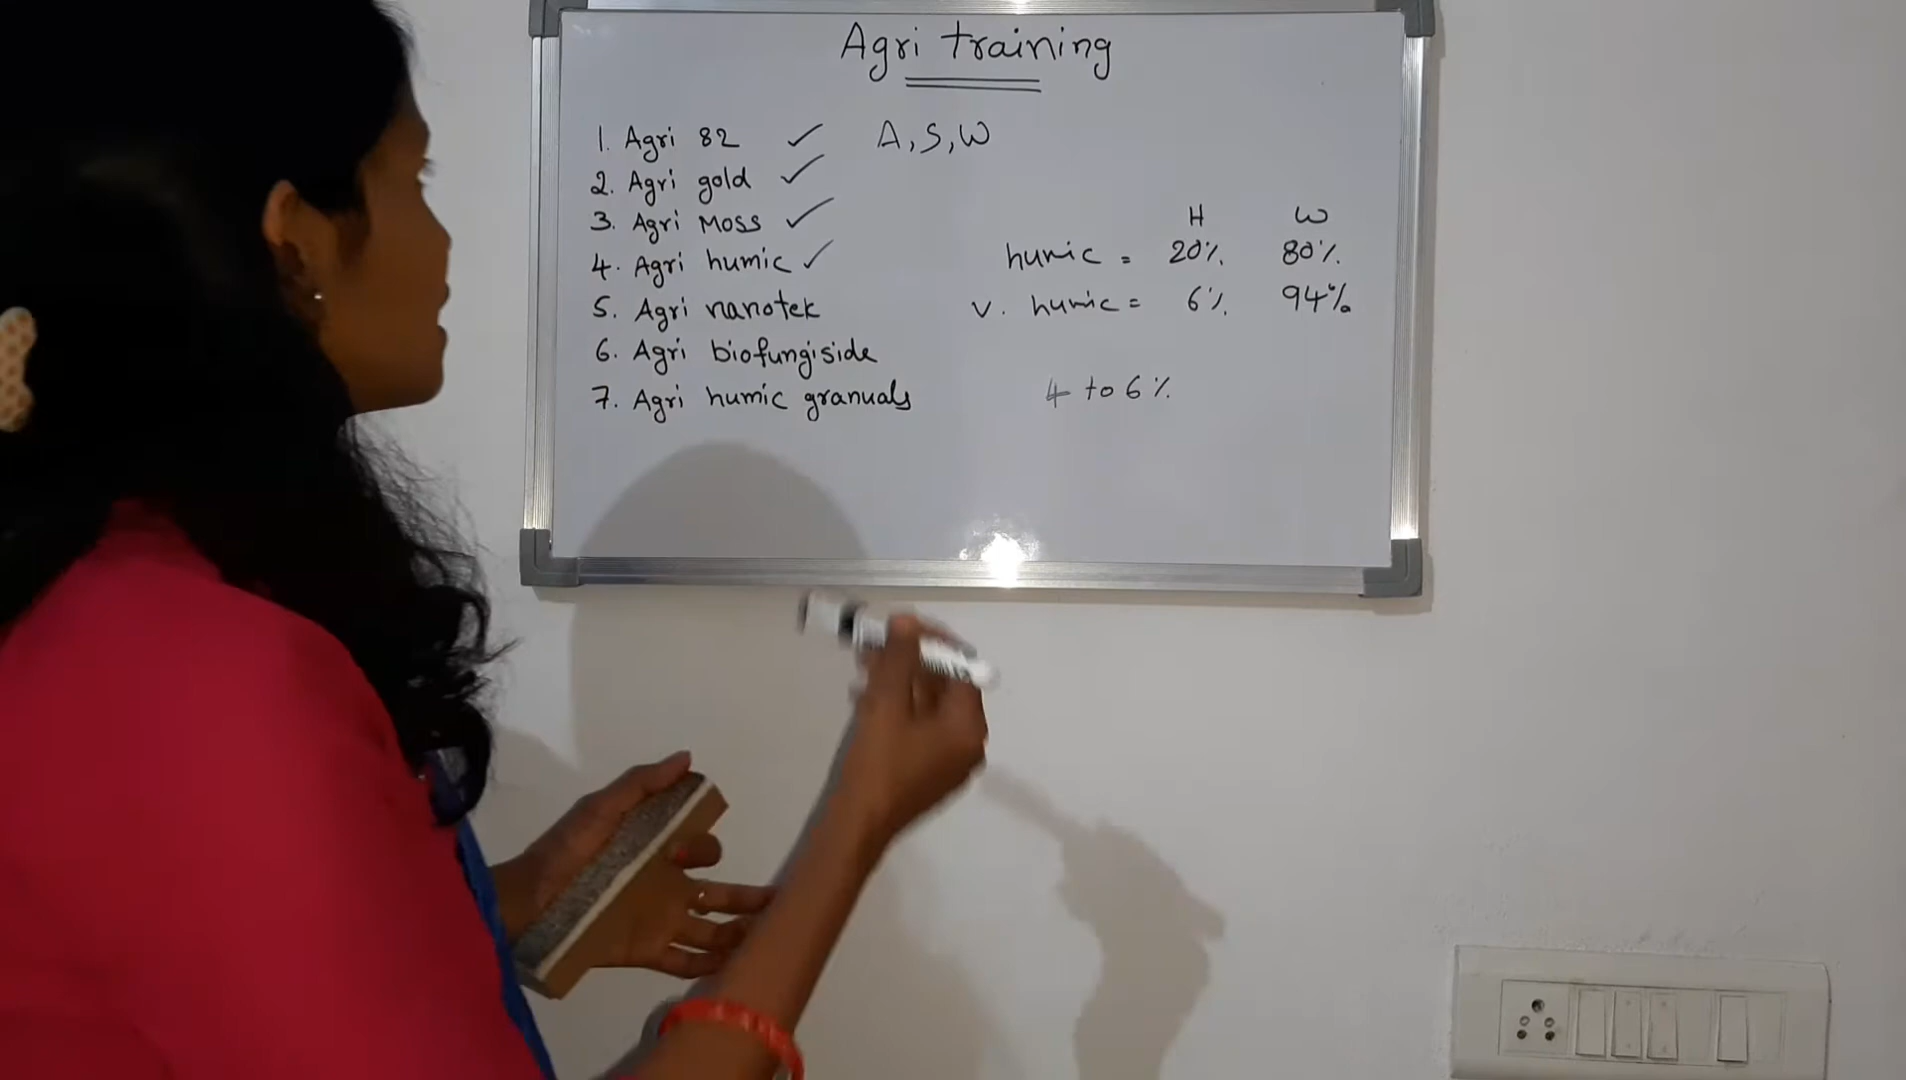 Agri training
1. Agri 82 ✓ A, S, W
2. Agri gold ✓
3. Agri Moss ✓
4. Agri humic ✓
5. Agri nanotek
6. Agri biofungiside
7. Agri humic granuals
H W
humic = 20% 80%
v. humic = 6% 94%
4 to 6%